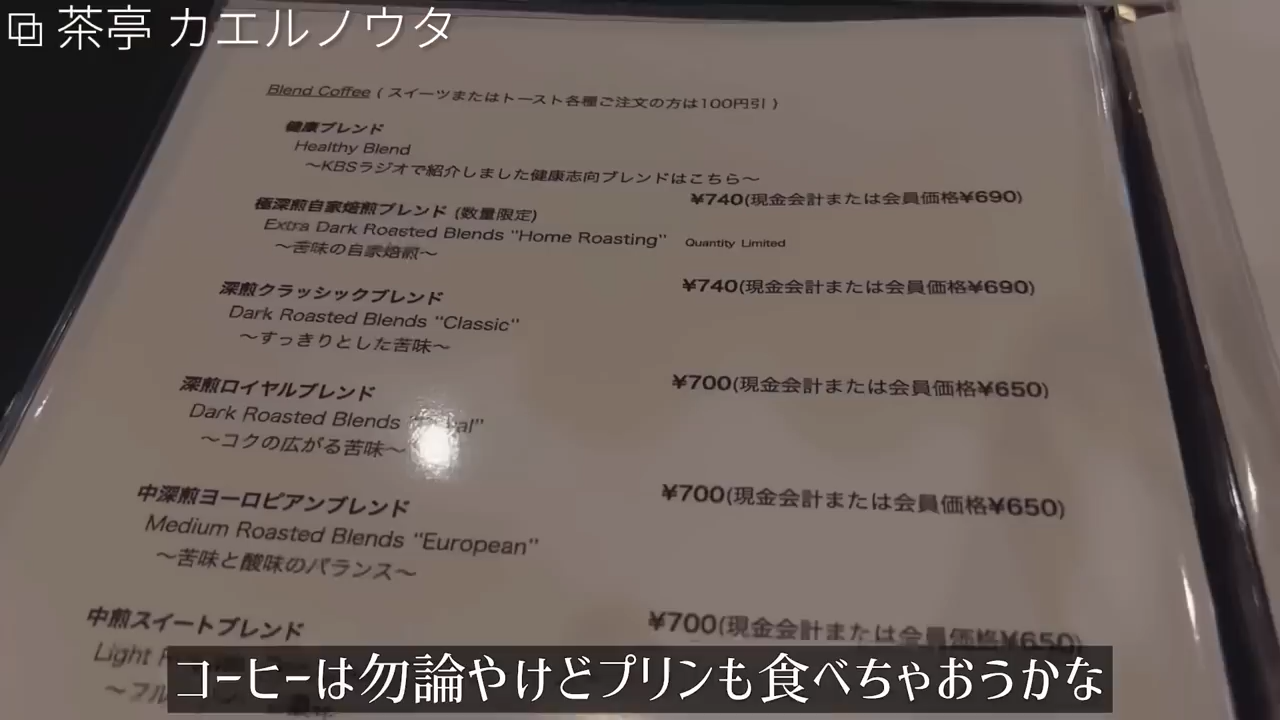 茶亭 カエルノウタ
Blend Coffee ( スイーツまたはトースト各種ご注文の方は100円引 )
健康ブレンド
Healthy Blend
〜KBSラジオで紹介しました健康志向ブレンドはこちら〜
¥740(現金会計または会員価格¥690)
極深煎自家焙煎ブレンド (数量限定)
Extra Dark Roasted Blends "Home Roasting" Quantity Limited
〜苦味の自家焙煎〜
¥740(現金会計または会員価格¥690)
深煎クラッシックブレンド
Dark Roasted Blends "Classic"
〜すっきりとした苦味〜
¥700(現金会計または会員価格¥650)
深煎ロイヤルブレンド
Dark Roasted Blends
〜コクの広がる苦味〜
¥700(現金会計または会員価格¥650)
中深煎ヨーロピアンブレンド
Medium Roasted Blends "European"
〜苦味と酸味のバランス〜
¥700(現金会計または会員価格¥650)
中煎スイートブレンド
Light
コーヒーは勿論やけどプリンも食べちゃおうかな